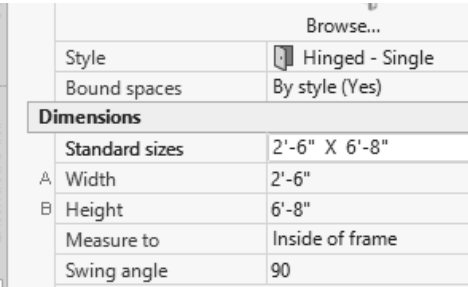 Browse...
Style Hinged - Single
Bound spaces By style (Yes)
Dimensions
Standard sizes 2'-6" X 6'-8"
A Width 2'-6"
B Height 6'-8"
Measure to Inside of frame
Swing angle 90